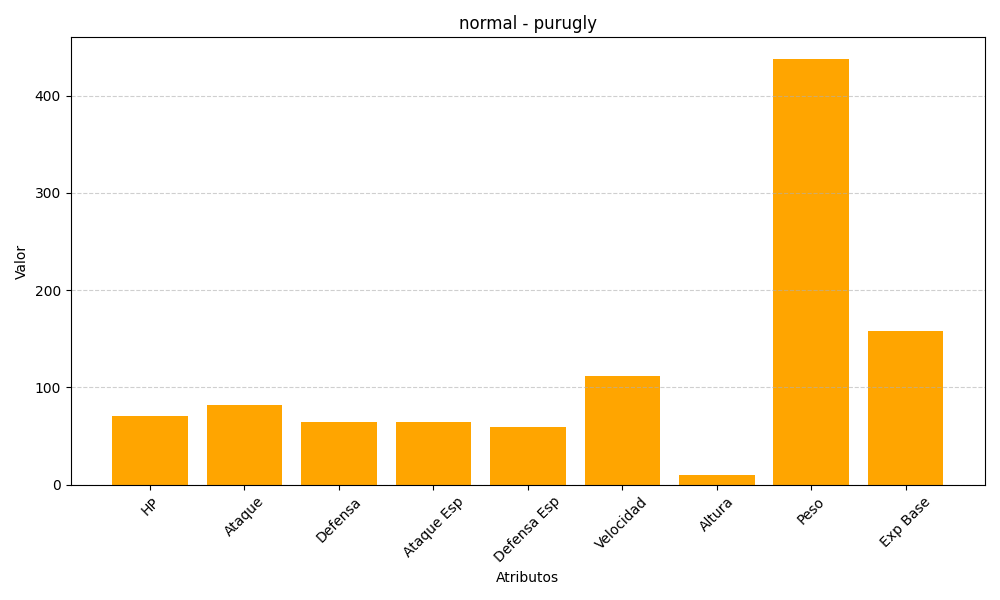 normal - purugly
Valor
400
300
200
100
0
HP
Ataque
Defensa
Ataque Esp
Defensa Esp
Velocidad
Altura
Peso
Exp Base
Atributos